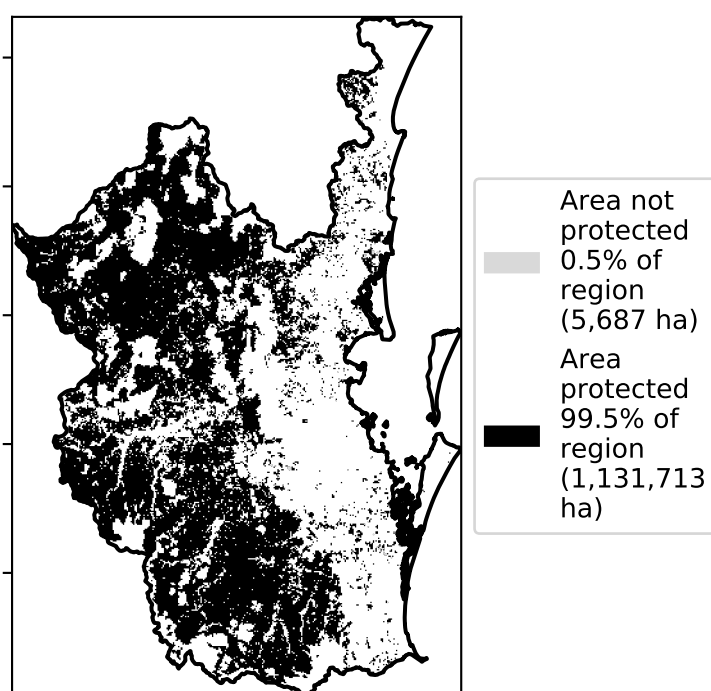 Area not
protected
0.5% of
region
(5,687 ha)
Area
protected
99.5% of
region
(1,131,713
ha)